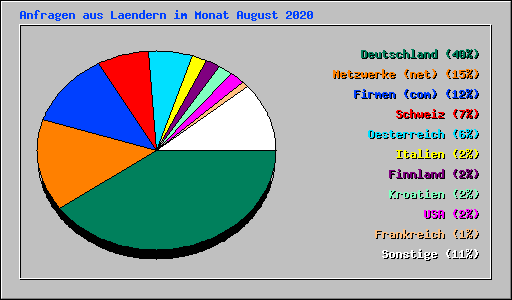 Anfragen aus Laendern im Monat August 2020
Deutschland (40%)
Netzwerke (net) (15%)
Firmen (com) (12%)
Schweiz (7%)
Oesterreich (6%)
Italien (2%)
Finnland (2%)
Kroatien (2%)
USA (2%)
Frankreich (1%)
Sonstige (11%)